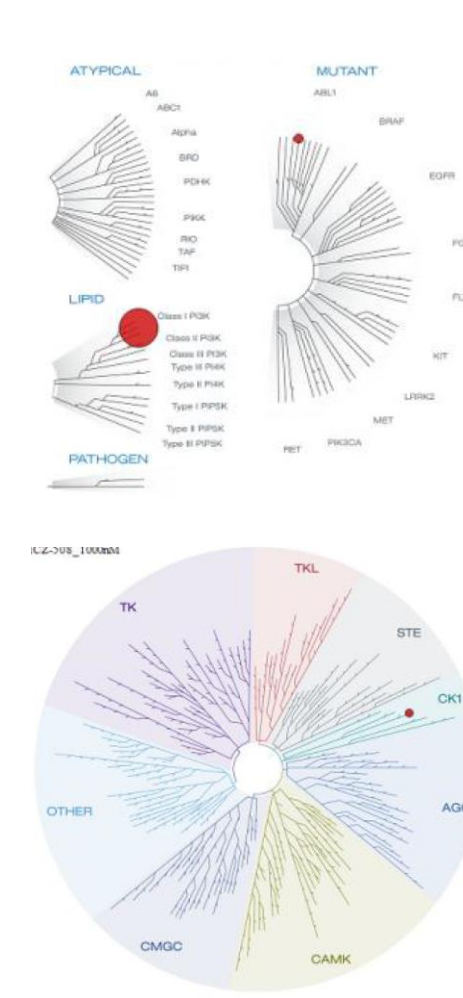 ATYPICAL
A6
ABC1
Alpha
BRD
PDHK
PIKK
RIO
TAF
TIF1
LIPID
Class I PI3K
Class II PI3K
Class III PI3K
Type III PI4K
Type II PI4K
Type I PIP5K
Type II PIP5K
Type III PIP5K
PATHOGEN
MUTANT
ABL1
BRAF
EGFR
KIT
LRRK2
MET
PIK3CA
RET
TK
TKL
STE
CK1
OTHER
CMGC
CAMK